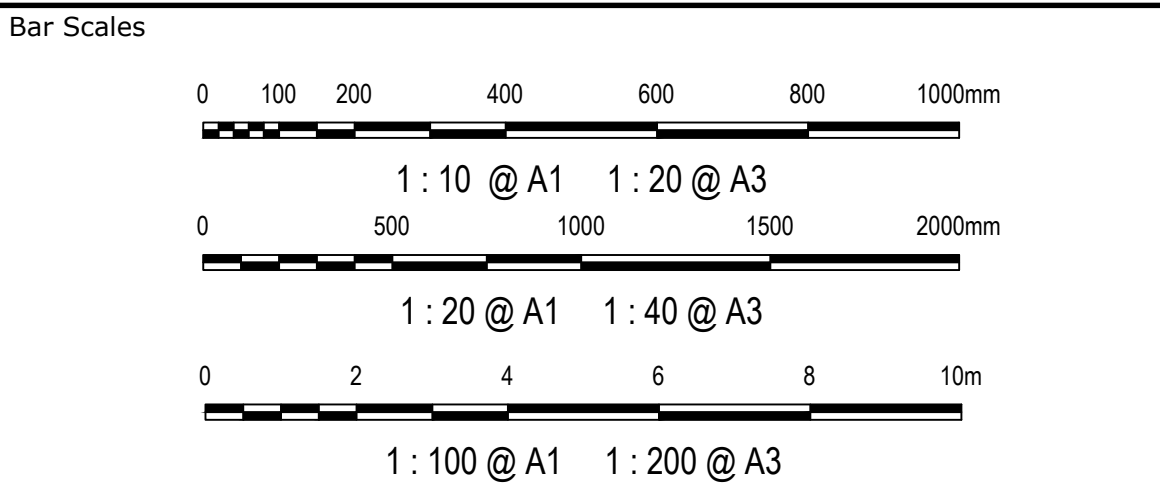 Bar Scales
0 100 200 400 600 800 1000mm
1 : 10 @ A1 1 : 20 @ A3
0 500 1000 1500 2000mm
1 : 20 @ A1 1 : 40 @ A3
0 2 4 6 8 10m
1 : 100 @ A1 1 : 200 @ A3